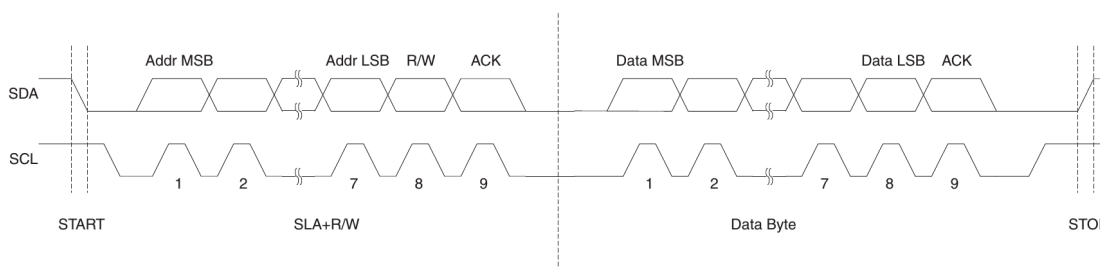 Addr MSB Addr LSB R/W ACK Data MSB Data LSB ACK
SDA
SCL
1 2 7 8 9 1 2 7 8 9
START SLA+R/W Data Byte STO